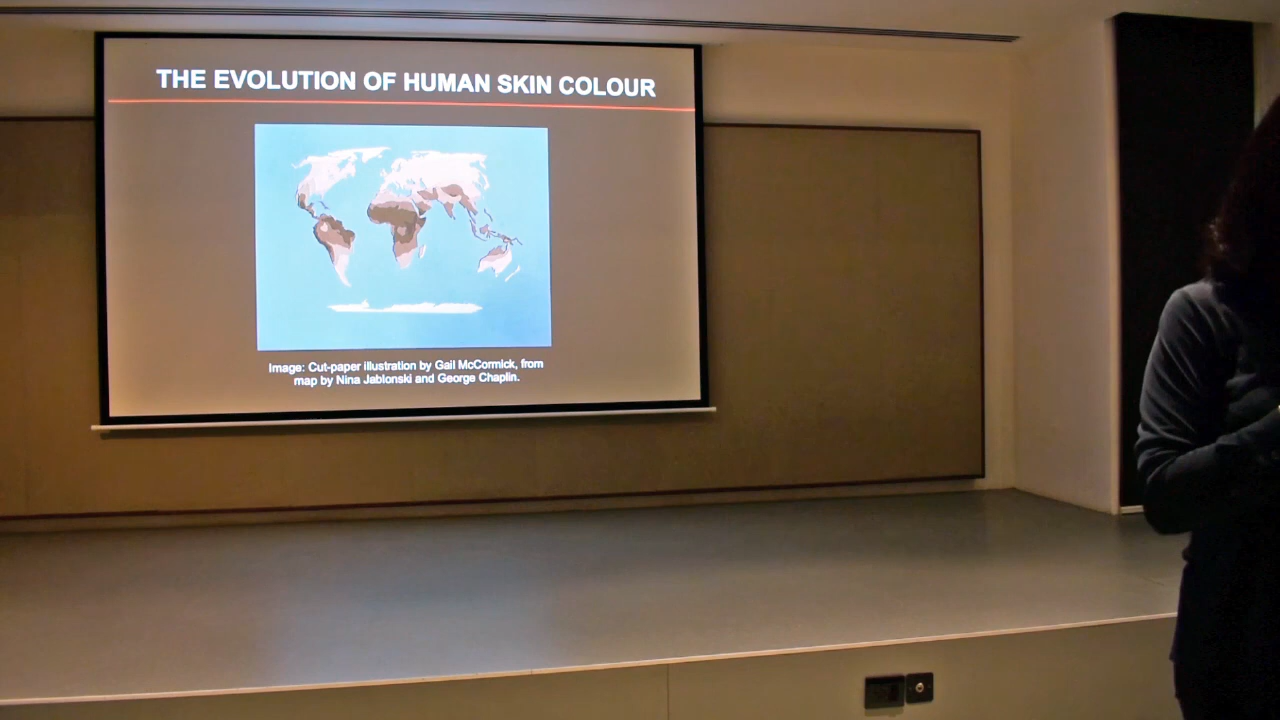 THE EVOLUTION OF HUMAN SKIN COLOUR
Image: Cut-paper illustration by Gail McCormick, from
map by Nina Jablonski and George Chaplin.